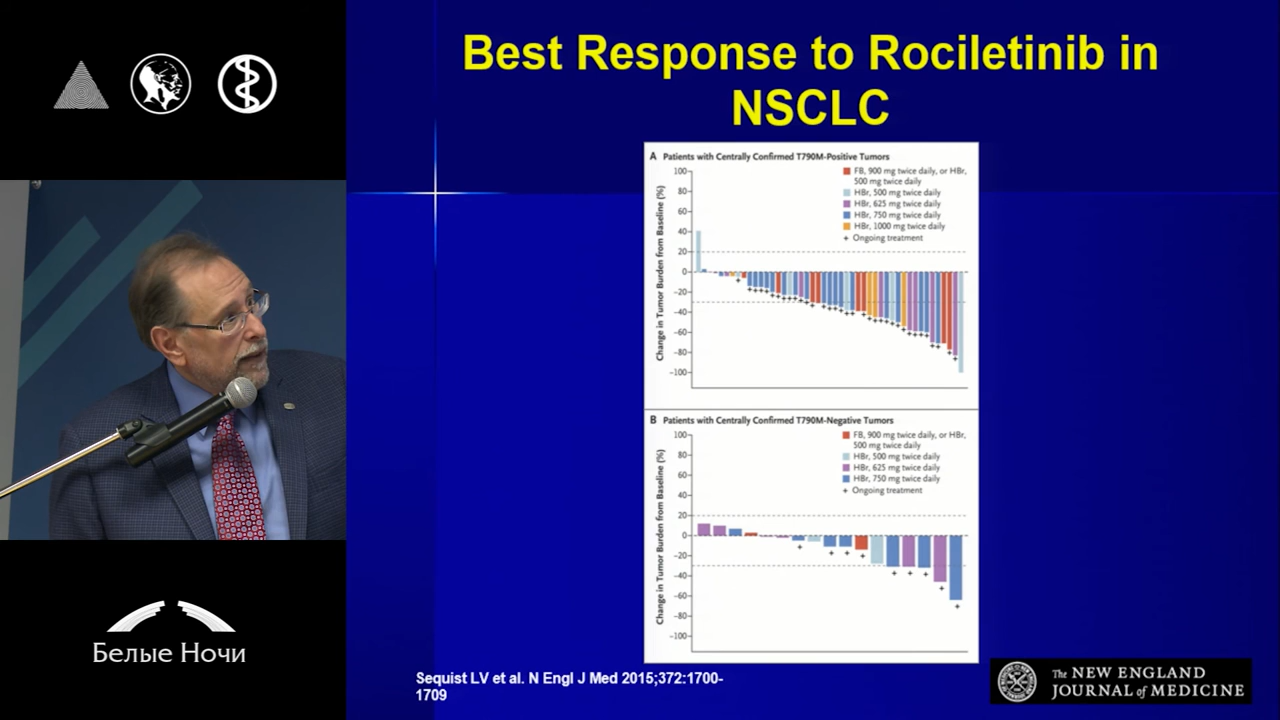 Best Response to Rociletinib in
NSCLC
A Patients with Centrally Confirmed T790M-Positive Tumors
Change in Tumor Burden from Baseline (%)
100
80
60
40
20
0
−20
−40
−60
−80
−100
FB, 900 mg twice daily, or HBr,
500 mg twice daily
HBr, 500 mg twice daily
HBr, 625 mg twice daily
HBr, 750 mg twice daily
HBr, 1000 mg twice daily
+ Ongoing treatment
B Patients with Centrally Confirmed T790M-Negative Tumors
Change in Tumor Burden from Baseline (%)
100
80
60
40
20
0
−20
−40
−60
−80
−100
FB, 900 mg twice daily, or HBr,
500 mg twice daily
HBr, 500 mg twice daily
HBr, 625 mg twice daily
HBr, 750 mg twice daily
+ Ongoing treatment
Белые Ночи
Sequist LV et al. N Engl J Med 2015;372:1700-
1709
The NEW ENGLAND
JOURNAL of MEDICINE